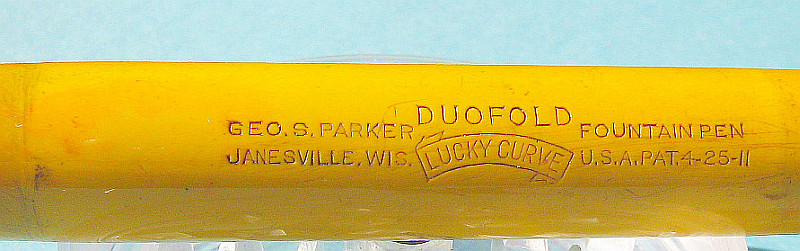 DUOFOLD
GEO. S. PARKER FOUNTAIN PEN
JANESVILLE, WIS. LUCKY CURVE U.S.A. PAT. 4-25-11